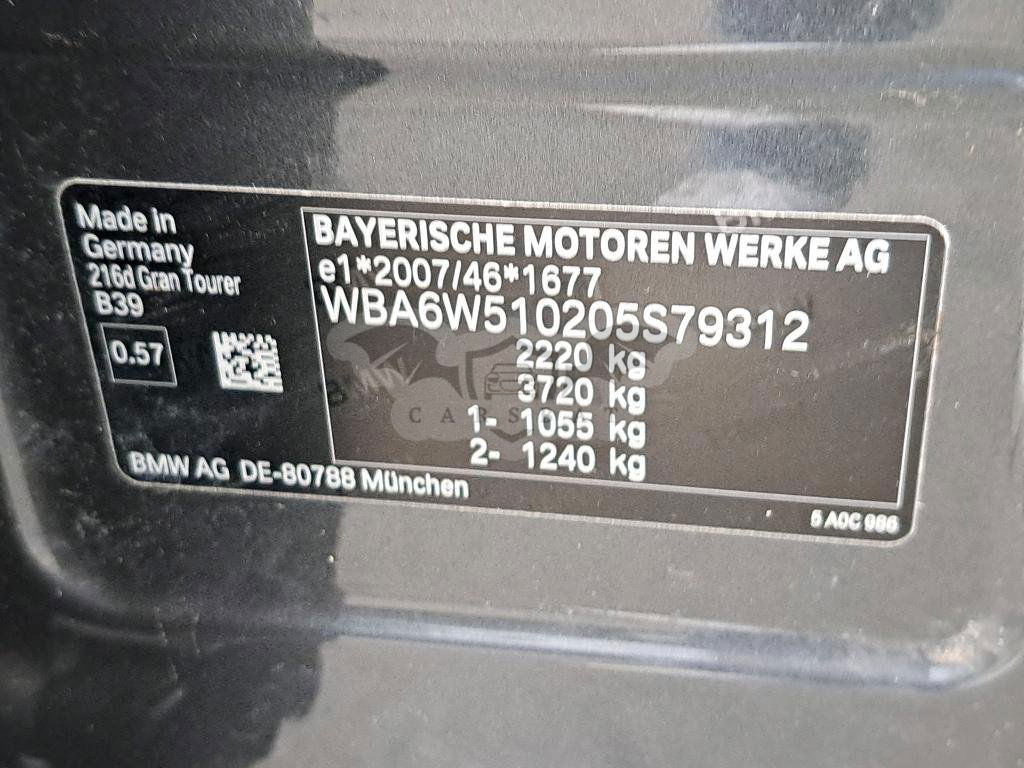 Made in
Germany
216d Gran Tourer
B39
0.57
BAYERISCHE MOTOREN WERKE AG
e1*2007/46*1677
WBA6W510205S79312
2220 kg
3720 kg
1- 1055 kg
2- 1240 kg
BMW AG DE-80788 München
5 A0C 986
BMW